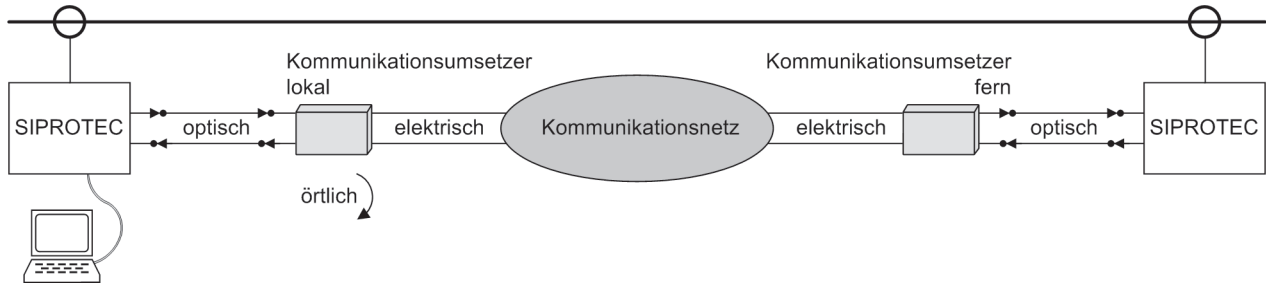 Kommunikationsumsetzer
lokal
Kommunikationsumsetzer
fern
SIPROTEC
optisch
elektrisch
Kommunikationsnetz
elektrisch
optisch
SIPROTEC
örtlich